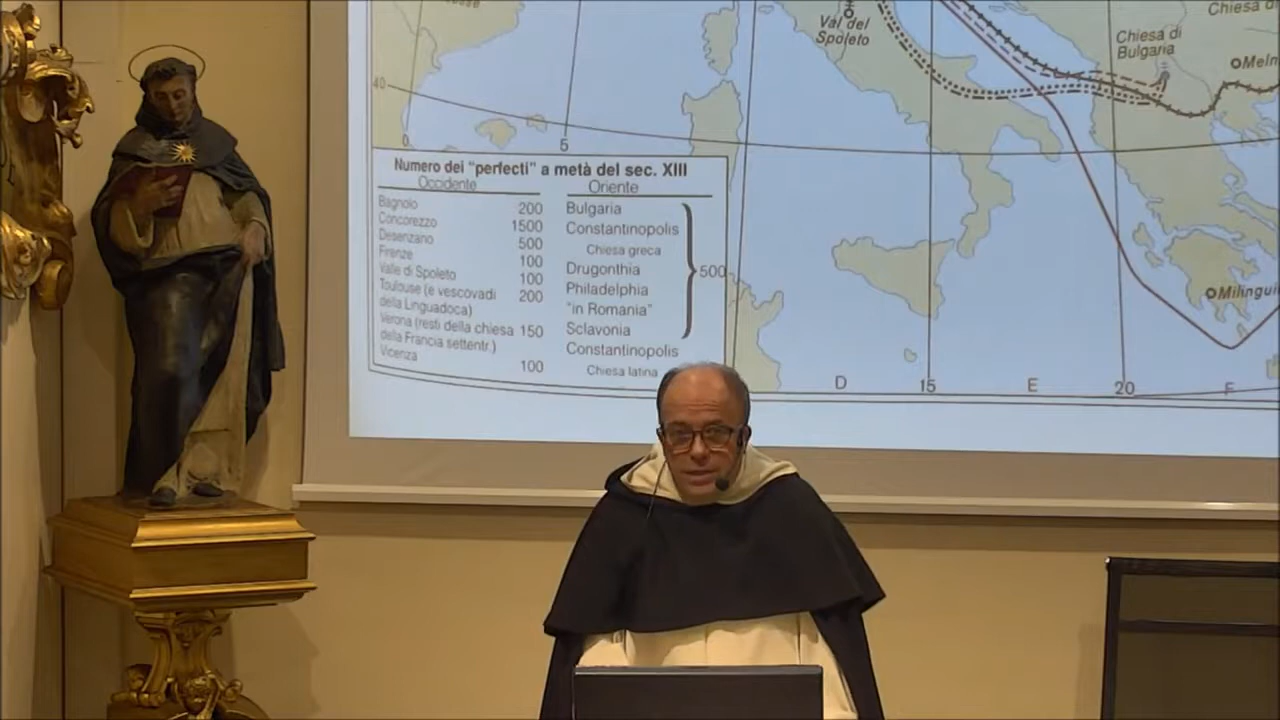 Val del
Spoleto
Chiesa di
Bulgaria
Chiesa d
40
0
5
Numero dei "perfecti" a metà del sec. XIII
Occidente
Oriente
Bagnolo 200
Concorezzo 1500
Desenzano 500
Firenze 100
Valle di Spoleto 100
Toulouse (e vescovadi 200
della Linguadoca)
Verona (resti della chiesa 150
della Francia settentr.)
Vicenza 100
Bulgaria
Constantinopolis
Chiesa greca
Drugonthia
Philadelphia
"in Romania"
Sclavonia
500
Constantinopolis
Chiesa latina
Milingui
D
15
E
20
F